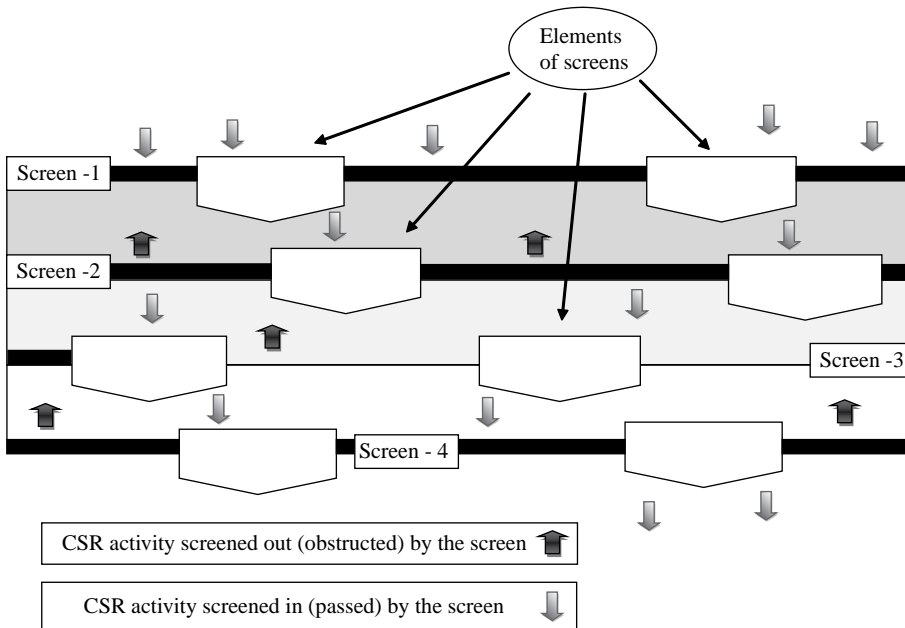 Elements
of screens
Screen -1
Screen -2
Screen -3
Screen - 4
CSR activity screened out (obstructed) by the screen
CSR activity screened in (passed) by the screen